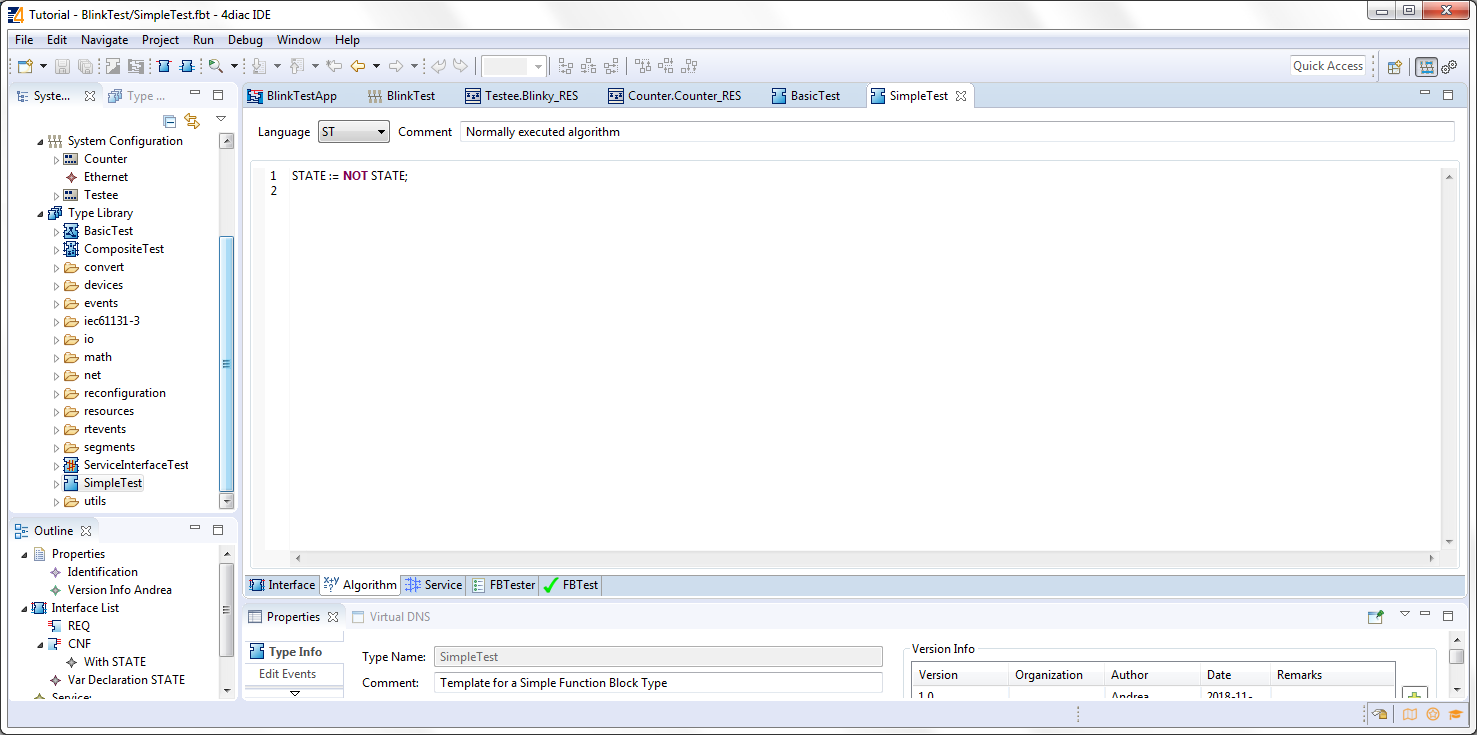 Tutorial - BlinkTest/SimpleTest.fbt - 4diac IDE
File Edit Navigate Project Run Debug Window Help
Quick Access
Syste... Type ...
BlinkTestApp BlinkTest Testee.Blinky_RES Counter.Counter_RES BasicTest SimpleTest
Language ST Comment Normally executed algorithm
System Configuration
Counter
Ethernet
Testee
Type Library
BasicTest
CompositeTest
convert
devices
events
iec61131-3
io
math
net
reconfiguration
resources
rtevents
segments
ServiceInterfaceTest
SimpleTest
utils
1 STATE := NOT STATE;
2
Interface Algorithm Service FBTester FBTest
Outline
Properties
Identification
Version Info Andrea
Interface List
REQ
CNF
With STATE
Var Declaration STATE
Service:
Properties Virtual DNS
Type Info
Edit Events
Type Name: SimpleTest
Comment: Template for a Simple Function Block Type
Version Info
Version Organization Author Date Remarks
1.0 Andrea 2018-11-